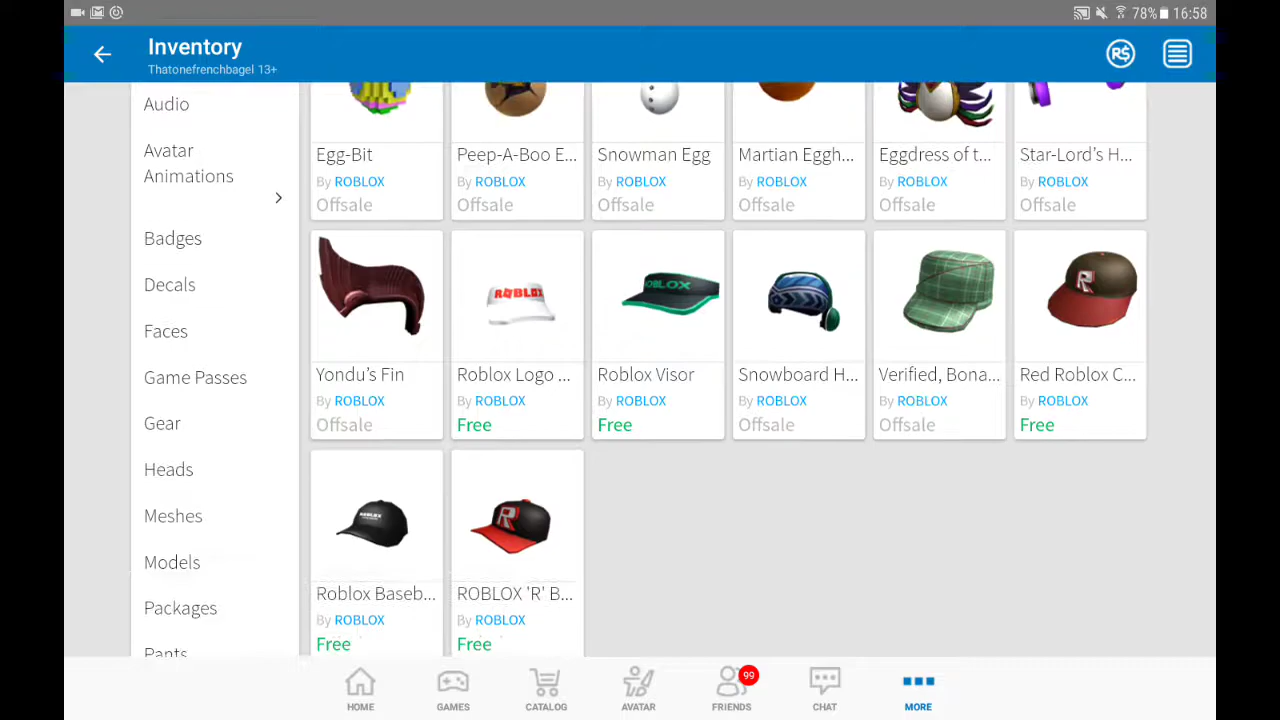 78% 16:58
Inventory
Thatonefrenchbagel 13+
R$
Audio
Avatar
Animations
Badges
Decals
Faces
Game Passes
Gear
Heads
Meshes
Models
Packages
Pants
Egg-Bit
By ROBLOX
Offsale
Peep-A-Boo E...
By ROBLOX
Offsale
Snowman Egg
By ROBLOX
Offsale
Martian Eggh...
By ROBLOX
Offsale
Eggdress of t...
By ROBLOX
Offsale
Star-Lord’s H...
By ROBLOX
Offsale
Yondu’s Fin
By ROBLOX
Offsale
ROBLOX
Roblox Logo ...
By ROBLOX
Free
ROBLOX
Roblox Visor
By ROBLOX
Free
Snowboard H...
By ROBLOX
Offsale
Verified, Bona...
By ROBLOX
Offsale
R
Red Roblox C...
By ROBLOX
Free
ROBLOX
Roblox Baseb...
By ROBLOX
Free
R
ROBLOX 'R' B...
By ROBLOX
Free
HOME
GAMES
CATALOG
AVATAR
99
FRIENDS
CHAT
MORE